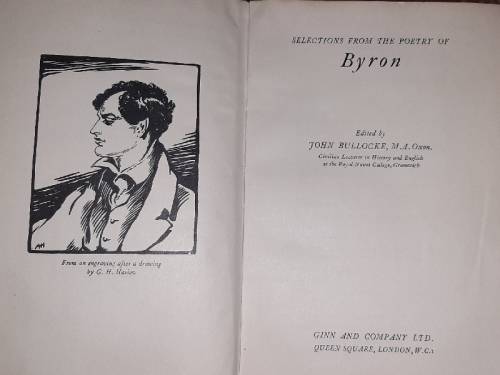 AH
From an engraving after a drawing
by G. H. Harlow
SELECTIONS FROM THE POETRY OF
Byron
Edited by
JOHN BULLOCKE, M.A. Oxon.
Civilian Lecturer in History and English
at the Royal Naval College, Greenwich
GINN AND COMPANY LTD.
QUEEN SQUARE, LONDON, W.C.1